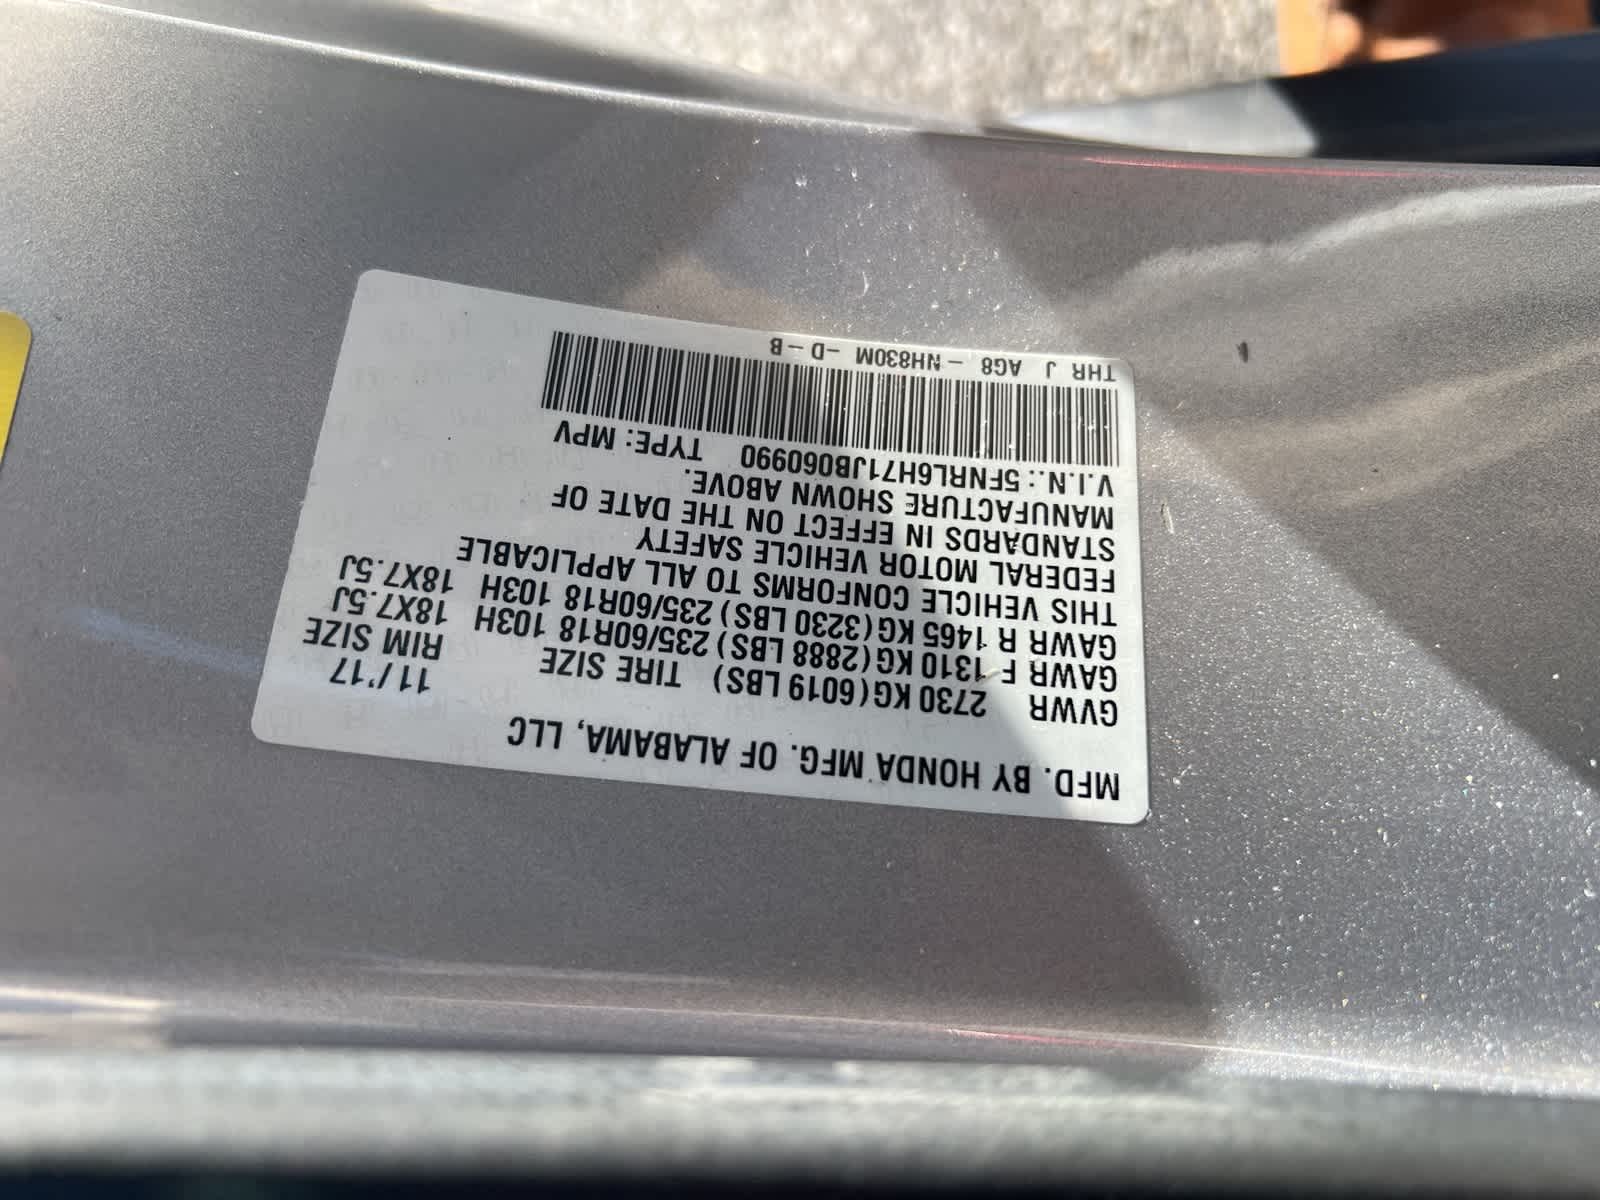 MFD. BY HONDA MFG. OF ALABAMA, LLC 11/'17
GVWR 2730 KG(6019 LBS) TIRE SIZE RIM SIZE
GAWR F 1310 KG(2888 LBS) 235/60R18 103H 18X7.5J
GAWR R 1465 KG(3230 LBS) 235/60R18 103H 18X7.5J
THIS VEHICLE CONFORMS TO ALL APPLICABLE
FEDERAL MOTOR VEHICLE SAFETY
STANDARDS IN EFFECT ON THE DATE OF
MANUFACTURE SHOWN ABOVE.
V.I.N.: 5FNRL6H71JB060990 TYPE: MPV
THR J AG8 - NH830M -D-B